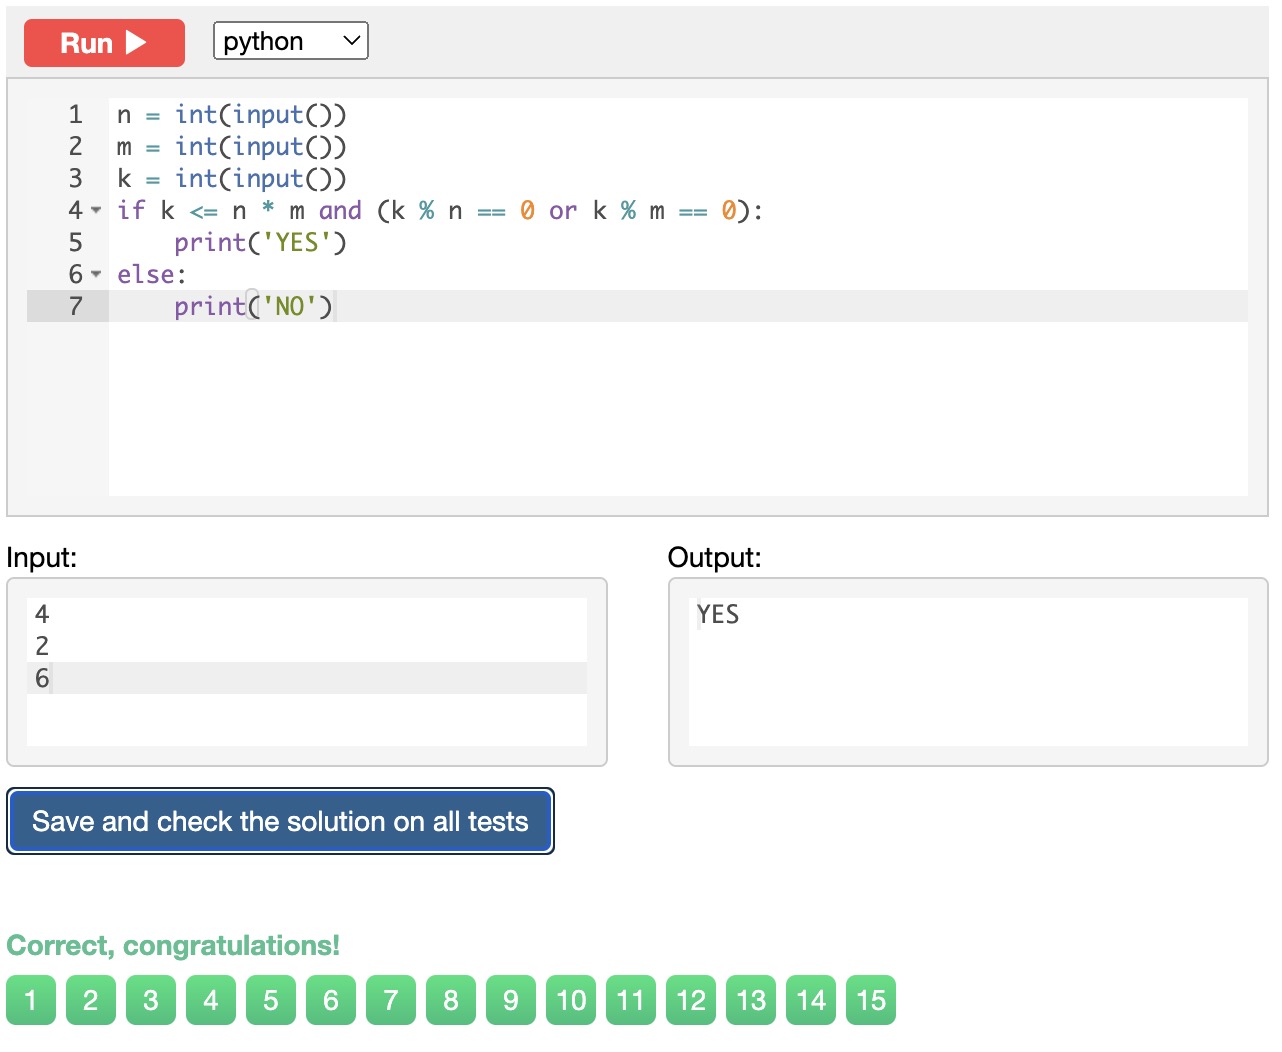 Run python
1 n = int(input())
2 m = int(input())
3 k = int(input())
4 if k <= n * m and (k % n == 0 or k % m == 0):
5     print('YES')
6 else:
7     print('NO')
Input:
4
2
6
Output:
YES
Save and check the solution on all tests
Correct, congratulations!
1 2 3 4 5 6 7 8 9 10 11 12 13 14 15